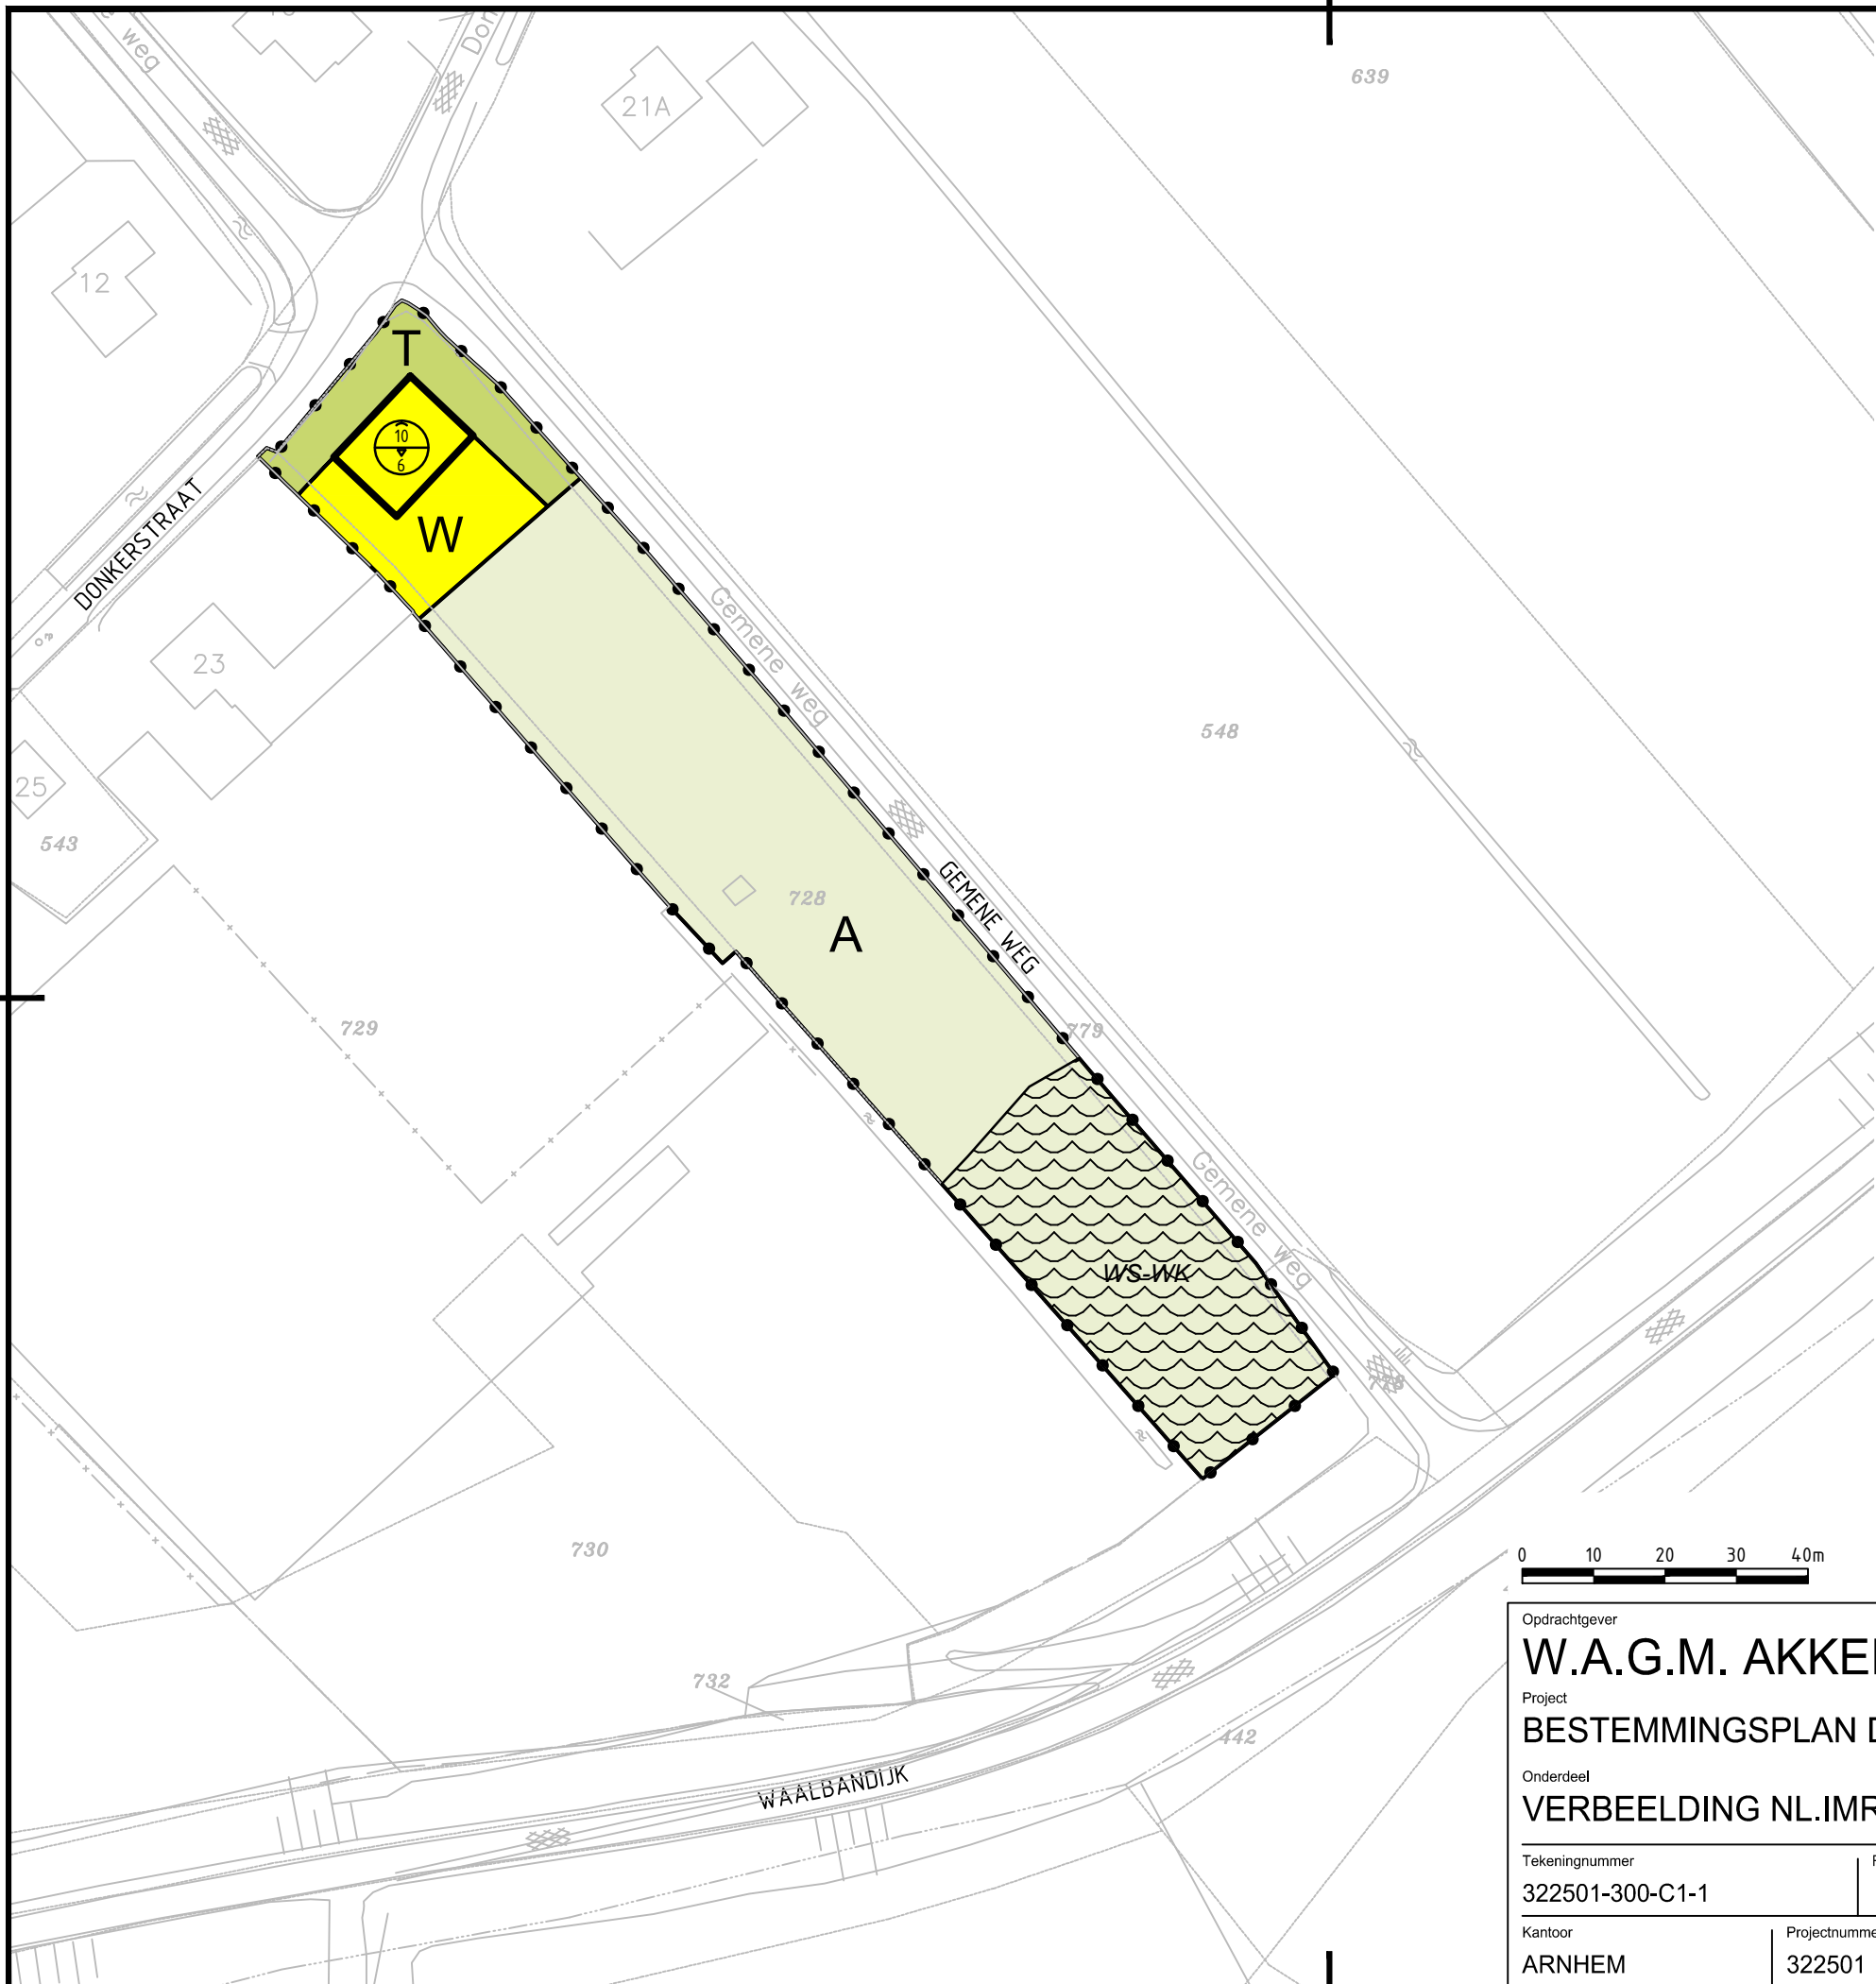 weg
639
21A
12
T
10
6
W
DONKERSTRAAT
23
Gemene weg
548
25
543
728
A
GEMENE WEG
729
779
Gemene weg
WS-WK
730
0 10 20 30 40m
732
442
WAALBANDIJK
Opdrachtgever
W.A.G.M. AKKE
Project
BESTEMMINGSPLAN D
Onderdeel
VERBEELDING NL.IMR
Tekeningnummer
322501-300-C1-1
Kantoor Projectnumme
ARNHEM 322501